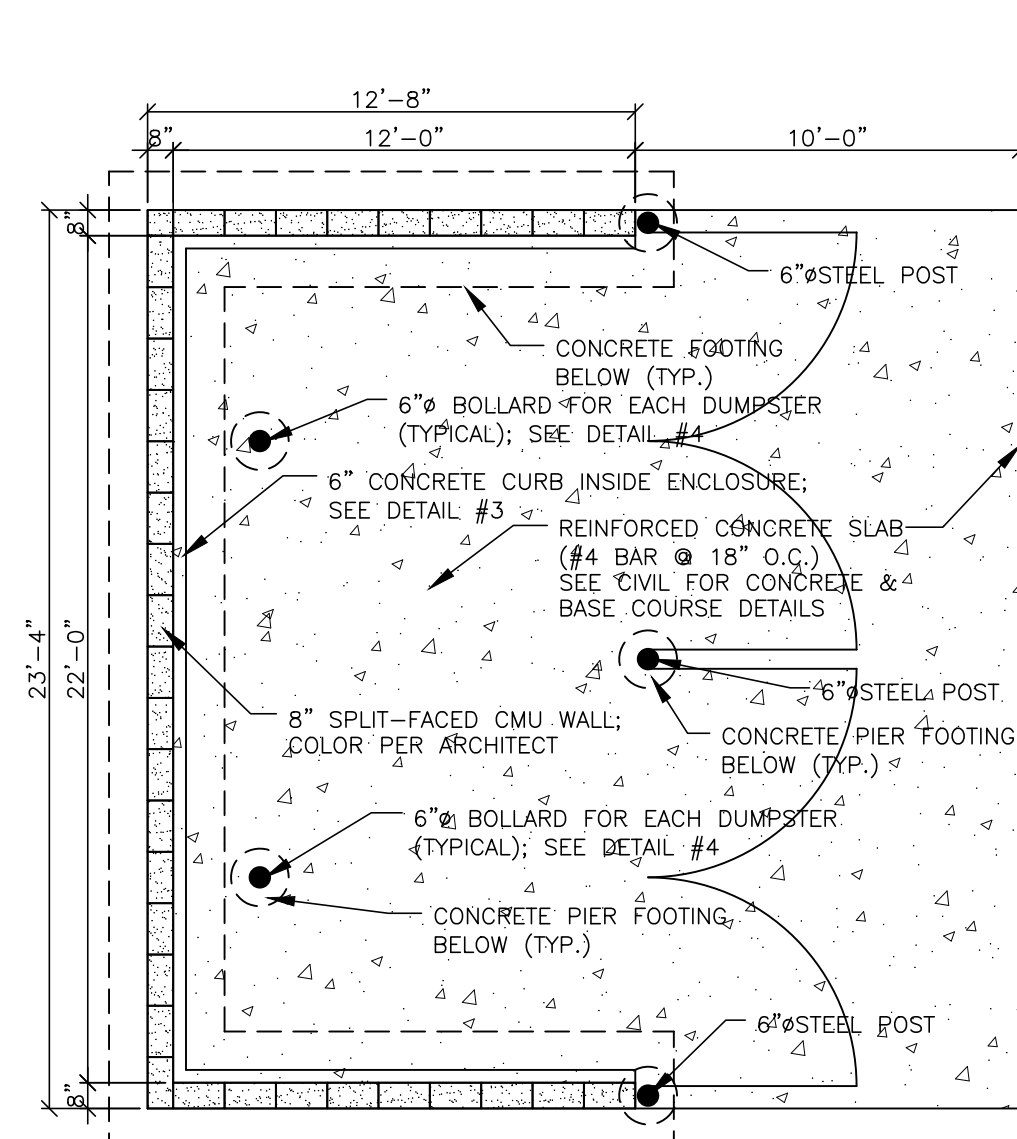 12'-8"
8"
12'-0"
10'-0"
8"
6"øSTEEL POST
CONCRETE FOOTING
BELOW (TYP.)
6"ø BOLLARD FOR EACH DUMPSTER
(TYPICAL); SEE DETAIL #4
6" CONCRETE CURB INSIDE ENCLOSURE;
SEE DETAIL #3
REINFORCED CONCRETE SLAB
(#4 BAR @ 18" O.C.)
SEE CIVIL FOR CONCRETE &
BASE COURSE DETAILS
23'-4"
22'-0"
6"øSTEEL POST
8" SPLIT-FACED CMU WALL;
COLOR PER ARCHITECT
CONCRETE PIER FOOTING
BELOW (TYP.)
6"ø BOLLARD FOR EACH DUMPSTER
(TYPICAL); SEE DETAIL #4
CONCRETE PIER FOOTING
BELOW (TYP.)
6"øSTEEL POST
8"